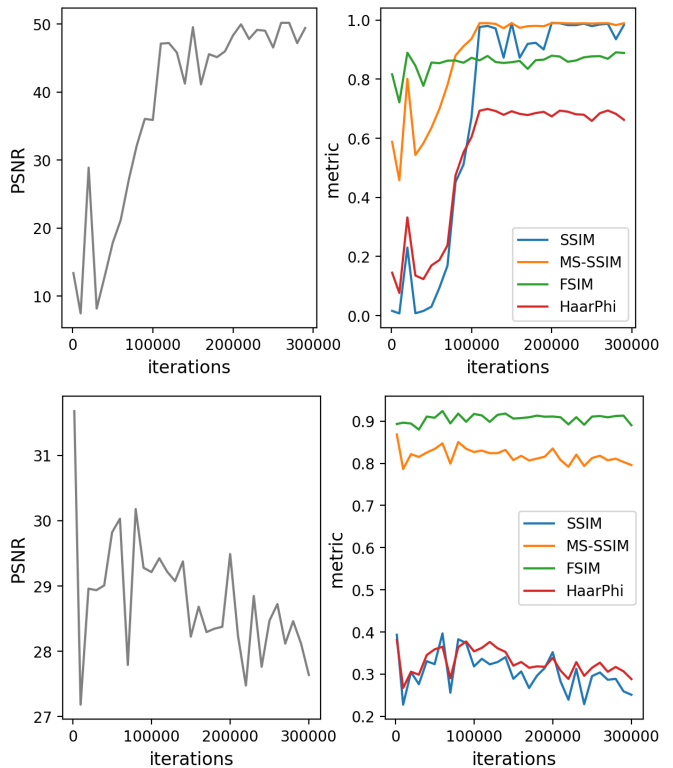 50
40
30
20
10
PSNR
0
100000
200000
300000
iterations
1.0
0.8
0.6
0.4
0.2
0.0
metric
SSIM
MS-SSIM
FSIM
HaarPhi
0
100000
200000
300000
iterations
31
30
29
28
27
PSNR
0
100000
200000
300000
iterations
0.9
0.8
0.7
0.6
0.5
0.4
0.3
0.2
metric
SSIM
MS-SSIM
FSIM
HaarPhi
0
100000
200000
300000
iterations